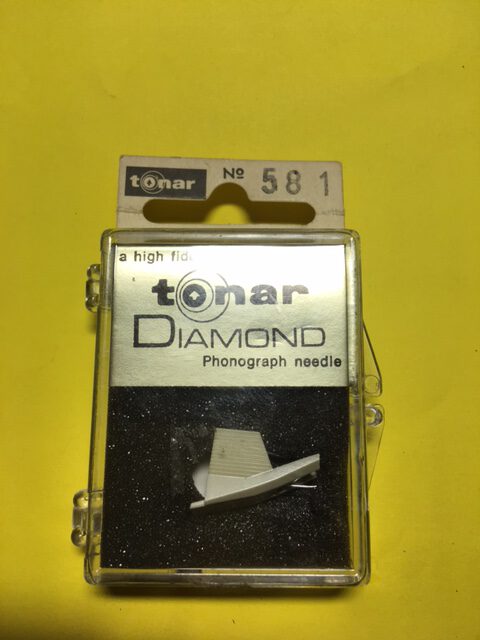 tonar Nº 581
a high fid
tonar
DIAMOND
Phonograph needle